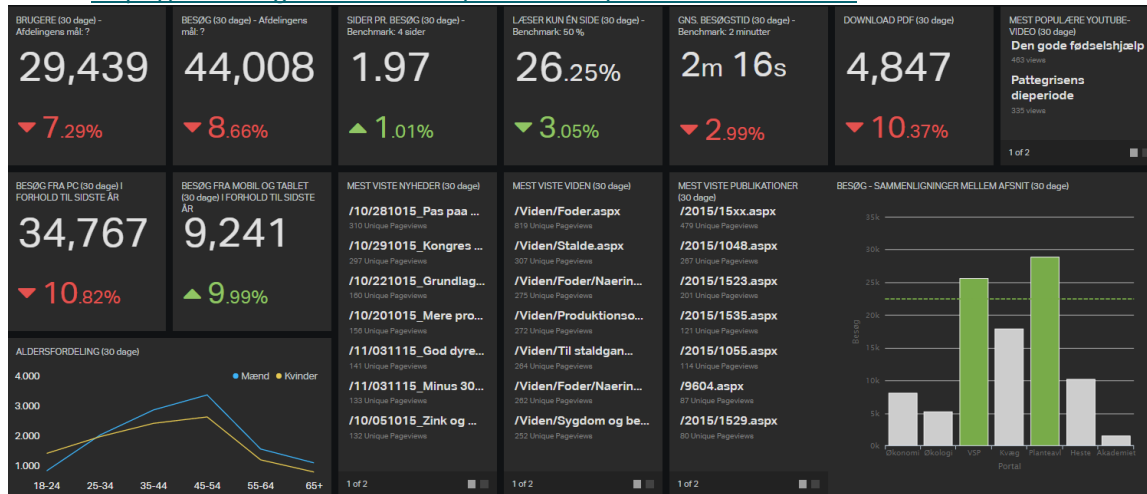 BRUGERE (30 dage) -
Afdelingens mål: ?
29,439
7.29%
BESØG (30 dage) - Afdelingens
mål: ?
44,008
8.66%
SIDER PR. BESØG (30 dage) -
Benchmark: 4 sider
1.97
1.01%
LÆSER KUN ÉN SIDE (30 dage) -
Benchmark: 50 %
26.25%
3.05%
GNS. BESØGSTID (30 dage) -
Benchmark: 2 minutter
2m 16s
2.99%
DOWNLOAD PDF (30 dage)
4,847
10.37%
MEST POPULÆRE YOUTUBE-
VIDEO (30 dage)
Den gode fødselshjælp
463 views
Pattegrisens
dieperiode
335 views
1 of 2
BESØG FRA PC (30 dage) I
FORHOLD TIL SIDSTE ÅR
34,767
10.82%
BESØG FRA MOBIL OG TABLET
(30 dage) I FORHOLD TIL SIDSTE
ÅR
9,241
9.99%
ALDERSFORDELING (30 dage)
Mænd Kvinder
4.000
3.000
2.000
1.000
18-24 25-34 35-44 45-54 55-64 65+
MEST VISTE NYHEDER (30 dage)
/10/281015_Pas paa ...
310 Unique Pageviews
/10/291015_Kongres ...
297 Unique Pageviews
/10/221015_Grundlag...
160 Unique Pageviews
/10/201015_Mere pro...
156 Unique Pageviews
/11/031115_God dyre...
141 Unique Pageviews
/11/031115_Minus 30...
133 Unique Pageviews
/10/051015_Zink og ...
132 Unique Pageviews
1 of 2
MEST VISTE VIDEN (30 dage)
/Viden/Foder.aspx
819 Unique Pageviews
/Viden/Stalde.aspx
307 Unique Pageviews
/Viden/Foder/Naerin...
275 Unique Pageviews
/Viden/Produktionso...
272 Unique Pageviews
/Viden/Til staldgan...
264 Unique Pageviews
/Viden/Foder/Naerin...
262 Unique Pageviews
/Viden/Sygdom og be...
252 Unique Pageviews
1 of 2
MEST VISTE PUBLIKATIONER
(30 dage)
/2015/15xx.aspx
479 Unique Pageviews
/2015/1048.aspx
267 Unique Pageviews
/2015/1523.aspx
201 Unique Pageviews
/2015/1535.aspx
121 Unique Pageviews
/2015/1055.aspx
114 Unique Pageviews
/9604.aspx
87 Unique Pageviews
/2015/1529.aspx
80 Unique Pageviews
1 of 2
BESØG - SAMMENLIGNINGER MELLEM AFSNIT (30 dage)
35k
30k
25k
20k
15k
10k
5k
0k
Besøg
Økonomi Økologi VSP Kvæg Planteavl Heste Akademiet
Portal